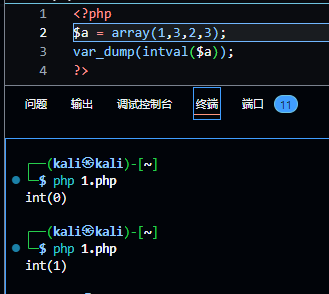 1 <?php
2 $a = array(1,3,2,3);
3 var_dump(intval($a));
4 ?>
问题 输出 调试控制台 终端 端口 11
┌──(kali㉿kali)-[~]
└─$ php 1.php
int(0)
┌──(kali㉿kali)-[~]
└─$ php 1.php
int(1)